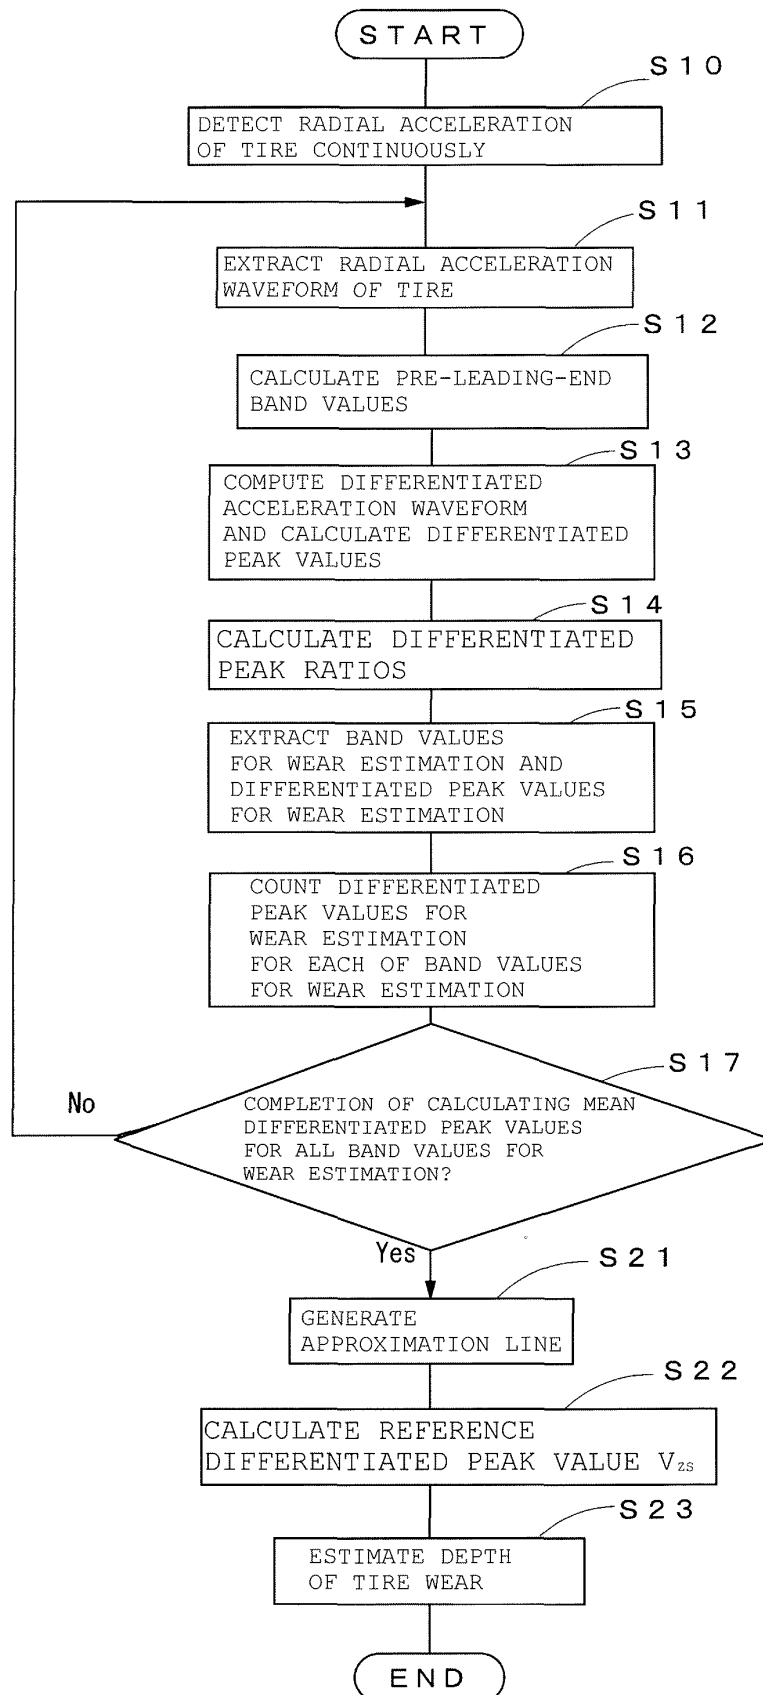 START
S10
DETECT RADIAL ACCELERATION
OF TIRE CONTINUOUSLY
S11
EXTRACT RADIAL ACCELERATION
WAVEFORM OF TIRE
S12
CALCULATE PRE-LEADING-END
BAND VALUES
S13
COMPUTE DIFFERENTIATED
ACCELERATION WAVEFORM
AND CALCULATE DIFFERENTIATED
PEAK VALUES
S14
CALCULATE DIFFERENTIATED
PEAK RATIOS
S15
EXTRACT BAND VALUES
FOR WEAR ESTIMATION AND
DIFFERENTIATED PEAK VALUES
FOR WEAR ESTIMATION
S16
COUNT DIFFERENTIATED
PEAK VALUES FOR
WEAR ESTIMATION
FOR EACH OF BAND VALUES
FOR WEAR ESTIMATION
S17
No
COMPLETION OF CALCULATING MEAN
DIFFERENTIATED PEAK VALUES
FOR ALL BAND VALUES FOR
WEAR ESTIMATION?
Yes
S21
GENERATE
APPROXIMATION LINE
S22
CALCULATE REFERENCE
DIFFERENTIATED PEAK VALUE Vzs
S23
ESTIMATE DEPTH
OF TIRE WEAR
END